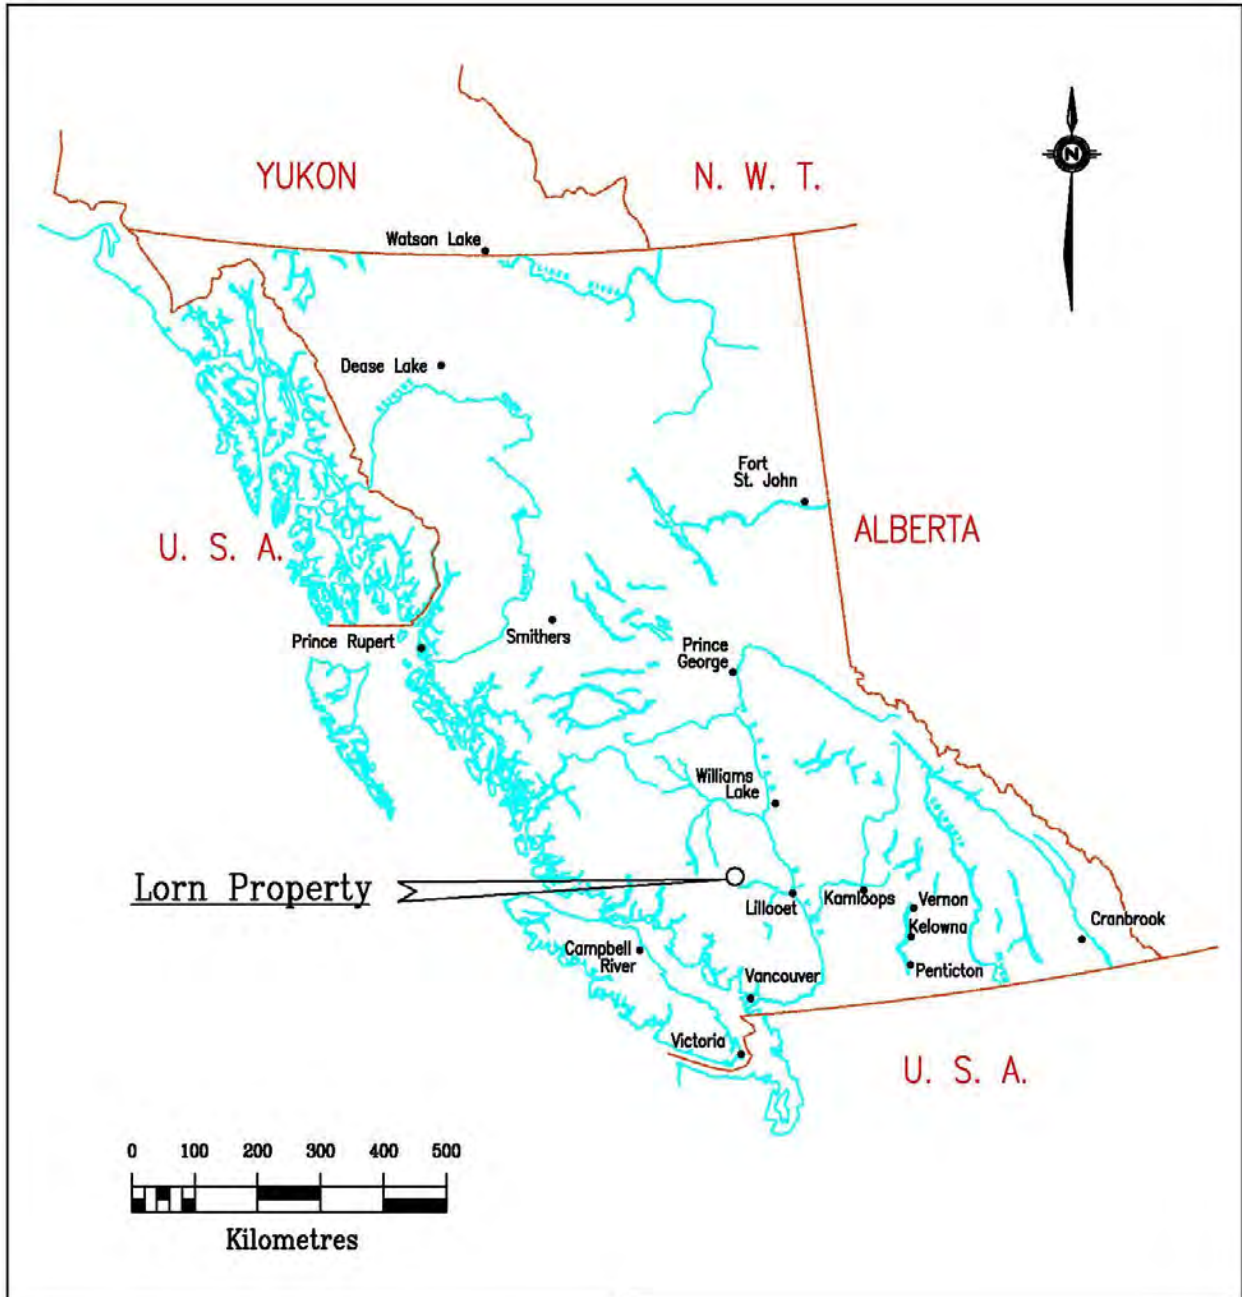 YUKON
N. W. T.
N
Watson Lake
Dease Lake
Fort
St. John
ALBERTA
U. S. A.
Prince Rupert
Smithers
Prince
George
Williams
Lake
Lorn Property
Lillooet
Kamloops
Vernon
Kelowna
Cranbrook
Campbell
River
Penticton
Vancouver
Victoria
U. S. A.
0 100 200 300 400 500
Kilometres